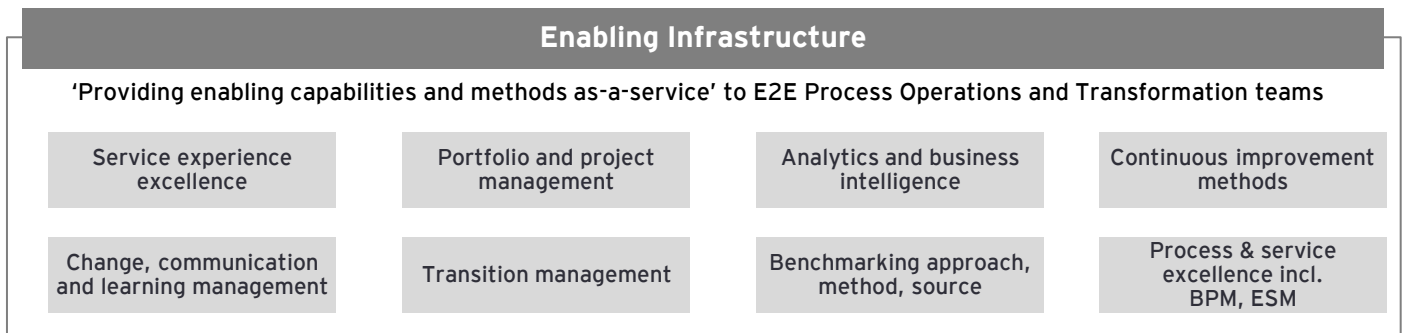 Enabling Infrastructure
‘Providing enabling capabilities and methods as-a-service’ to E2E Process Operations and Transformation teams
Service experience
excellence
Portfolio and project
management
Analytics and business
intelligence
Continuous improvement
methods
Change, communication
and learning management
Transition management
Benchmarking approach,
method, source
Process & service
excellence incl.
BPM, ESM